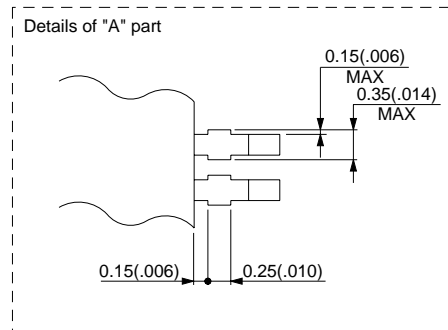 Details of "A" part
0.15(.006)
MAX
0.35(.014)
MAX
0.15(.006)
0.25(.010)